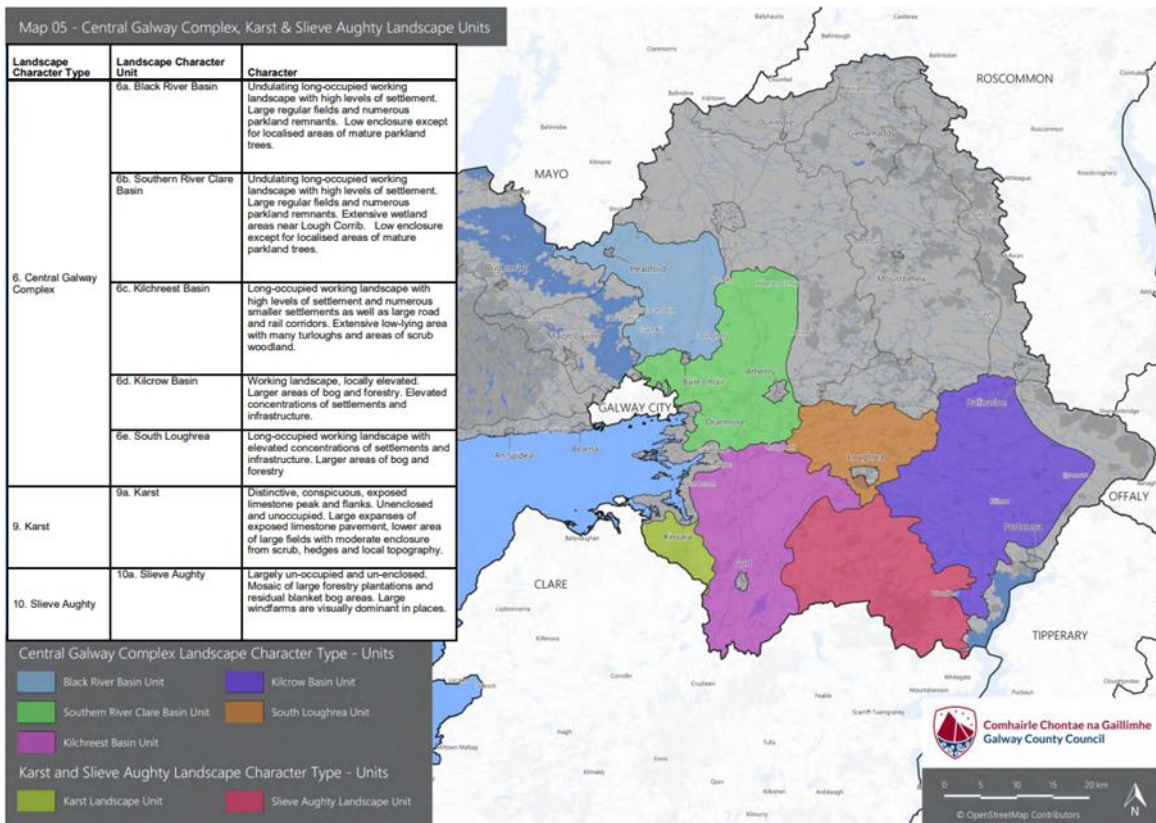 Map 05 - Central Galway Complex, Karst & Slieve Aughty Landscape Units
Landscape Character Type
Landscape Character Unit
Character
6. Central Galway Complex
6a. Black River Basin
Undulating long-occupied working
landscape with high levels of settlement.
Large regular fields and numerous
parkland remnants. Low enclosure except
for localised areas of mature parkland
trees.
6b. Southern River Clare Basin
Undulating long-occupied working
landscape with high levels of settlement.
Large regular fields and numerous
parkland remnants. Extensive wetland
areas near Lough Corrib. Low enclosure
except for localised areas of mature
parkland trees.
6c. Kilchreest Basin
Long-occupied working landscape with
high levels of settlement and numerous
smaller settlements as well as large road
and rail corridors. Extensive low-lying area
with many turloughs and areas of scrub
woodland.
6d. Kilcrow Basin
Working landscape, locally elevated.
Larger areas of bog and forestry. Elevated
concentrations of settlements and
infrastructure.
6e. South Loughrea
Long-occupied working landscape with
elevated concentrations of settlements and
infrastructure. Larger areas of bog and
forestry
9. Karst
9a. Karst
Distinctive, conspicuous, exposed
limestone peak and flanks. Unenclosed
and unoccupied. Large expanses of
exposed limestone pavement, lower area
of large fields with moderate enclosure
from scrub, hedges and local topography.
10. Slieve Aughty
10a. Slieve Aughty
Largely un-occupied and un-enclosed.
Mosaic of large forestry plantations and
residual blanket bog areas. Large
windfarms are visually dominant in places.
Central Galway Complex Landscape Character Type - Units
Black River Basin Unit
Kilcrow Basin Unit
Southern River Clare Basin Unit
South Loughrea Unit
Kilchreest Basin Unit
Karst and Slieve Aughty Landscape Character Type - Units
Karst Landscape Unit
Slieve Aughty Landscape Unit
ROSCOMMON
MAYO
Dunmore
Glenamaddy
Headford
Mountbellew
Athenry
GALWAY CITY
Oranmore
Ballinasloe
An Spidéal
Bearna
Loughrea
OFFALY
Portumna
Kinvara
Ballyvaughan
Gort
CLARE
Woodford
TIPPERARY
Comhairle Chontae na Gaillimhe
Galway County Council
0 5 10 15 20 km
© OpenStreetMap Contributors
N